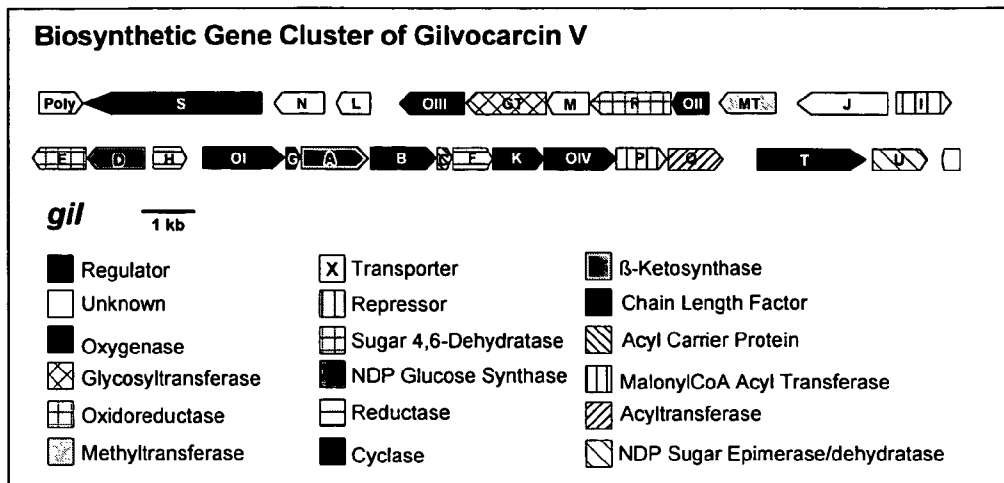 Biosynthetic Gene Cluster of Gilvocarcin V
Poly S N L OIII GT M R OII MT J I
E D H OI G A B C F K OIV P Q T U
gil 1 kb
Regulator Transporter ß-Ketosynthase
Unknown X Repressor Chain Length Factor
Oxygenase Sugar 4,6-Dehydratase Acyl Carrier Protein
Glycosyltransferase NDP Glucose Synthase MalonylCoA Acyl Transferase
Oxidoreductase Reductase Acyltransferase
Methyltransferase Cyclase NDP Sugar Epimerase/dehydratase